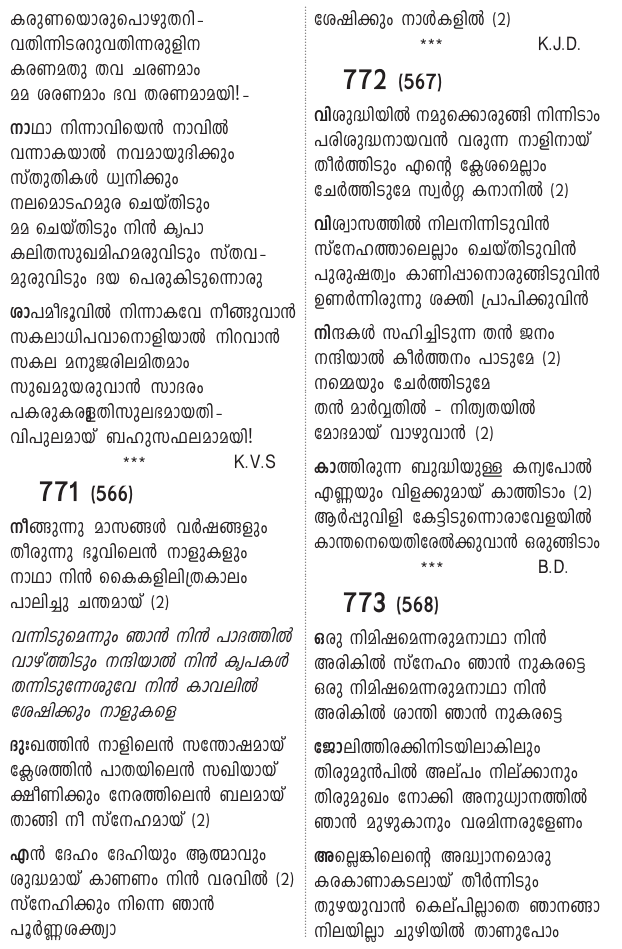 കരുണയൊരുപൊഴുതറി-
വതിന്നിടരറുവതിന്നരുളിന
കരണമതു തവ ചരണമാം
മമ ശരണമാം ഭവ തരണമാമയി!-
നാഥാ നിന്നാവിയെൻ നാവിൽ
വന്നാകയാൽ നവമായുദിക്കും
സ്തുതികൾ ധ്വനിക്കും
നലമൊടഹമുര ചെയ്തിടും
മമ ചെയ്തിടും നിൻ കൃപാ
കലിതസുഖമിഹമരുവിടും സ്തവ-
മുരുവിടും ദയ പെരുകിടുന്നൊരു
ശാപമീഭൂവിൽ നിന്നാകവേ നീങ്ങുവാൻ
സകലാധിപവാനൊളിയാൽ നിറവാൻ
സകല മനുജരിലമിതമാം
സുഖമുയരുവാൻ സാദരം
പകരുകരുളതിസുലഭമായതി-
വിപുലമായ് ബഹുസഫലമാമയി!
*** K.V.S
771 (566)
നീങ്ങുന്നു മാസങ്ങൾ വർഷങ്ങളും
തീരുന്നു ഭൂവിലെൻ നാളുകളും
നാഥാ നിൻ കൈകളിലിത്രകാലം
പാലിച്ചു ചന്തമായ് (2)
വന്നിടുമെന്നും ഞാൻ നിൻ പാദത്തിൽ
വാഴ്ത്തിടും നന്ദിയാൽ നിൻ കൃപകൾ
തന്നിടുന്നേശുവേ നിൻ കാവലിൽ
ശേഷിക്കും നാളുകളെ
ദുഃഖത്തിൻ നാളിലെൻ സന്തോഷമായ്
ക്ലേശത്തിൻ പാതയിലെൻ സഖിയായ്
ക്ഷീണിക്കും നേരത്തിലെൻ ബലമായ്
താങ്ങി നീ സ്നേഹമായ് (2)
എൻ ദേഹം ദേഹിയും ആത്മാവും
ശുദ്ധമായ് കാണണം നിൻ വരവിൽ (2)
സ്നേഹിക്കും നിന്നെ ഞാൻ
പൂർണ്ണശക്ത്യാ
ശേഷിക്കും നാൾകളിൽ (2)
*** K.J.D.
772 (567)
വിശുദ്ധിയിൽ നമുക്കൊരുങ്ങി നിന്നിടാം
പരിശുദ്ധനായവൻ വരുന്ന നാളിനായ്
തീർത്തിടും എന്റെ ക്ലേശമെല്ലാം
ചേർത്തിടുമേ സ്വർഗ്ഗ കനാനിൽ (2)
വിശ്വാസത്തിൽ നിലനിന്നിടുവിൻ
സ്നേഹത്താലെല്ലാം ചെയ്തിടുവിൻ
പുരുഷത്വം കാണിപ്പാനൊരുങ്ങിടുവിൻ
ഉണർന്നിരുന്നു ശക്തി പ്രാപിക്കുവിൻ
നിന്ദകൾ സഹിച്ചിടുന്ന തൻ ജനം
നന്ദിയാൽ കീർത്തനം പാടുമേ (2)
നമ്മെയും ചേർത്തിടുമേ
തൻ മാർവ്വതിൽ - നിത്യതയിൽ
മോദമായ് വാഴുവാൻ (2)
കാത്തിരുന്ന ബുദ്ധിയുള്ള കന്യപോൽ
എണ്ണയും വിളക്കുമായ് കാത്തിടാം (2)
ആർപ്പുവിളി കേട്ടിടുന്നൊരാവേളയിൽ
കാന്തനെയെതിരേൽക്കുവാൻ ഒരുങ്ങിടാം
*** B.D.
773 (568)
ഒരു നിമിഷമെന്നരുമനാഥാ നിൻ
അരികിൽ സ്നേഹം ഞാൻ നുകരട്ടെ
ഒരു നിമിഷമെന്നരുമനാഥാ നിൻ
അരികിൽ ശാന്തി ഞാൻ നുകരട്ടെ
ജോലിത്തിരക്കിനിടയിലാകിലും
തിരുമുൻപിൽ അല്പം നില്ക്കാനും
തിരുമുഖം നോക്കി അനുധ്യാനത്തിൽ
ഞാൻ മുഴുകാനും വരമിന്നരുളേണം
അല്ലെങ്കിലെന്റെ അദ്ധ്വാനമൊരു
കരകാണാകടലായ് തീർന്നിടും
തുഴയുവാൻ കെല്പില്ലാതെ ഞാനങ്ങാ
നിലയില്ലാ ചുഴിയിൽ താണുപോം